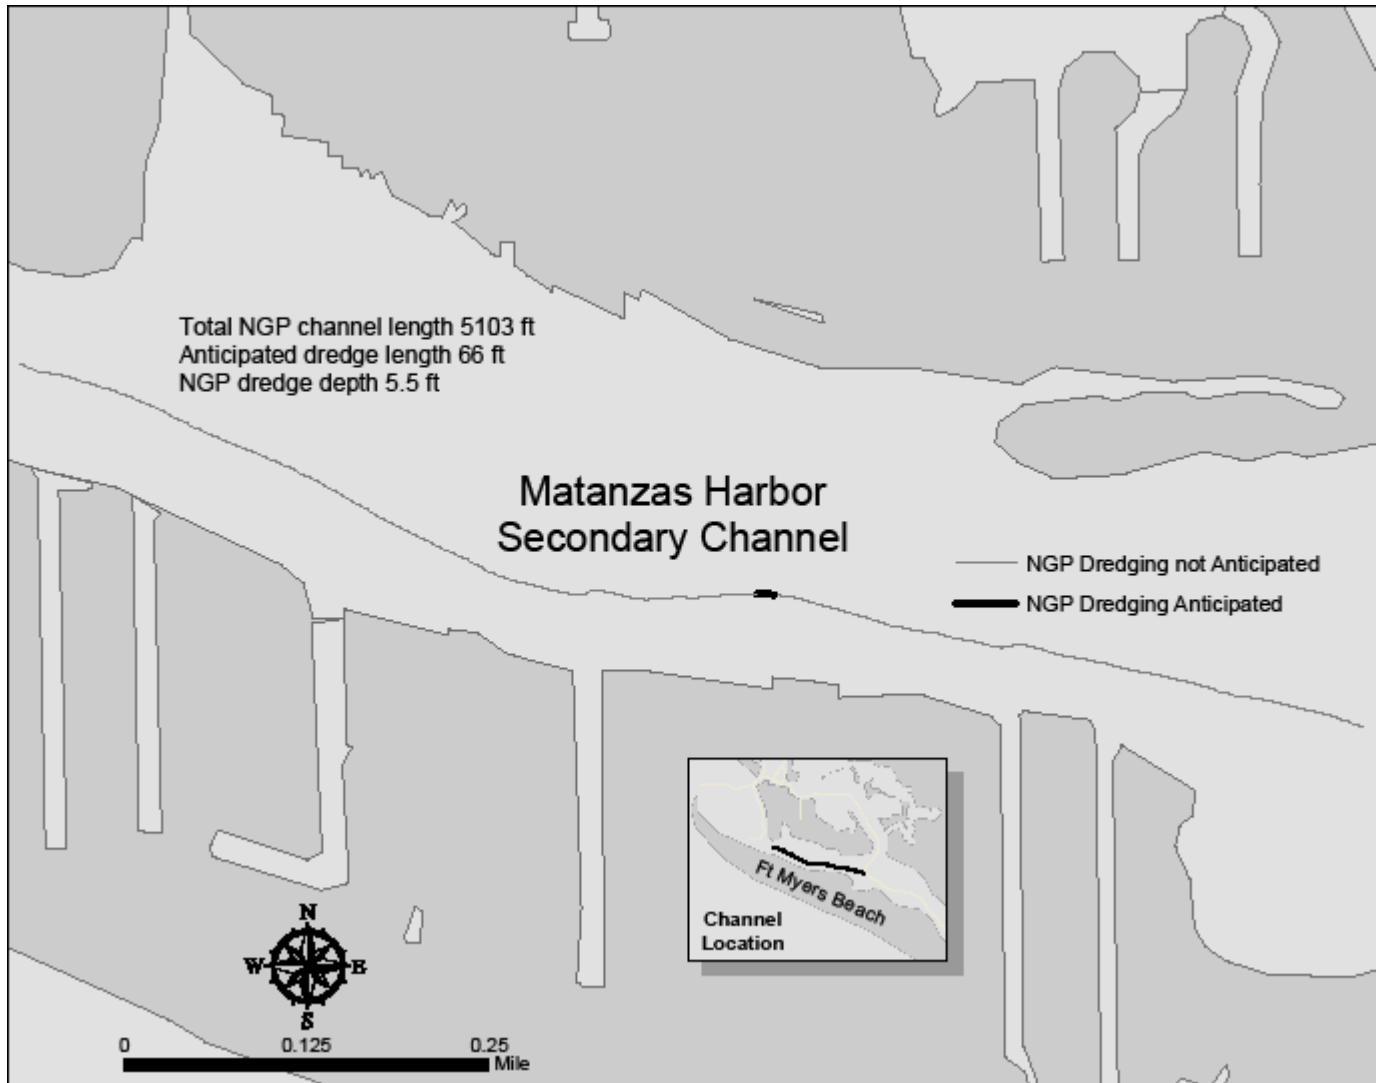 Total NGP channel length 5103 ft
Anticipated dredge length 66 ft
NGP dredge depth 5.5 ft
Matanzas Harbor
Secondary Channel
NGP Dredging not Anticipated
NGP Dredging Anticipated
Ft Myers Beach
Channel
Location
N
W E
S
0 0.125 0.25
Mile